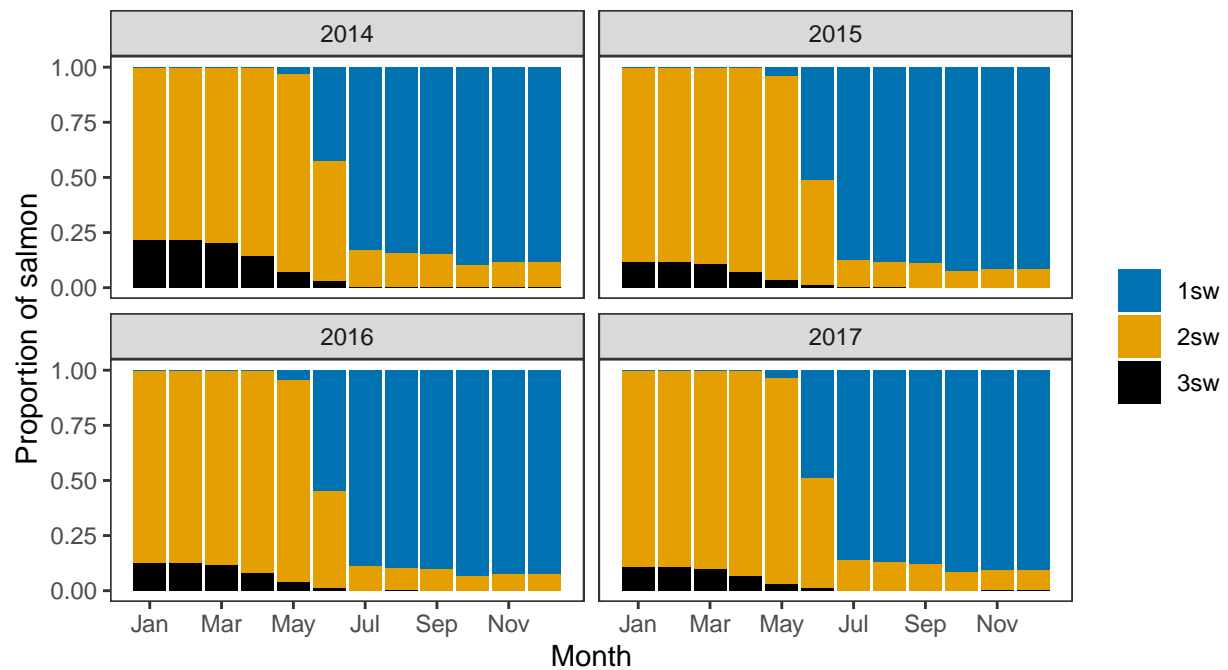 2014 2015
1.00
0.75
0.50
0.25
0.00
2016 2017
1.00
0.75
0.50
0.25
0.00
Jan Mar May Jul Sep Nov Jan Mar May Jul Sep Nov
Month
Proportion of salmon
1sw
2sw
3sw